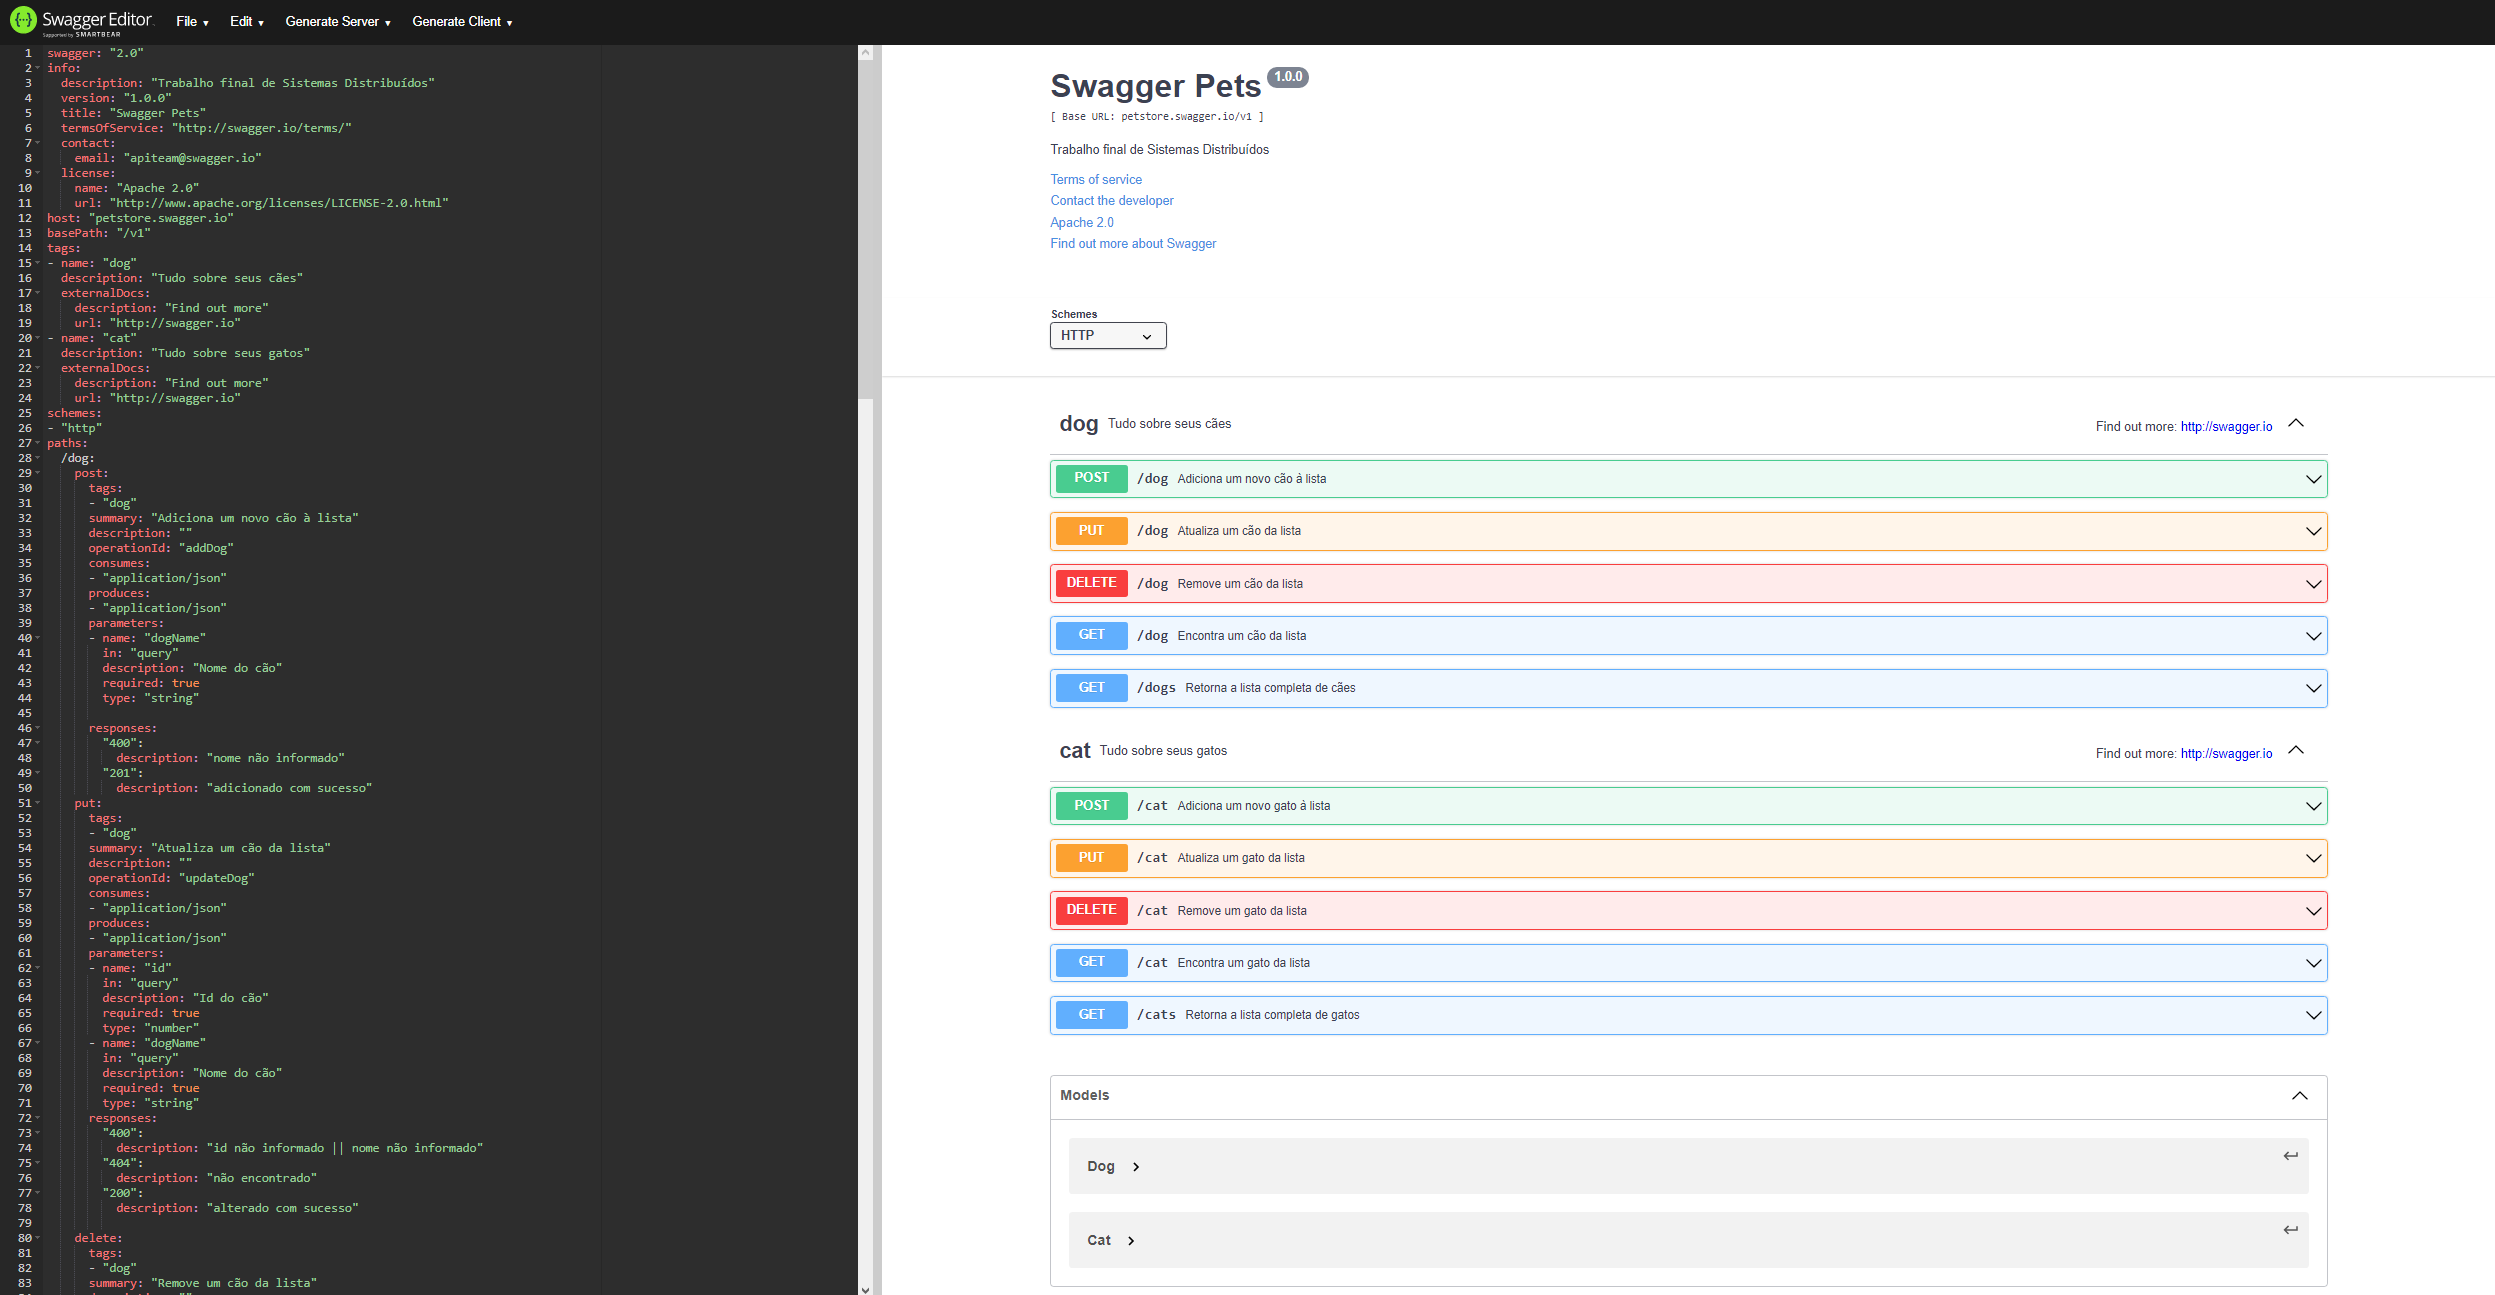 Swagger Editor
Supported by SMARTBEAR
File
Edit
Generate Server
Generate Client
1 swagger: "2.0"
2 info:
3 description: "Trabalho final de Sistemas Distribuídos"
4 version: "1.0.0"
5 title: "Swagger Pets"
6 termsOfService: "http://swagger.io/terms/"
7 contact:
8 email: "apiteam@swagger.io"
9 license:
10 name: "Apache 2.0"
11 url: "http://www.apache.org/licenses/LICENSE-2.0.html"
12 host: "petstore.swagger.io"
13 basePath: "/v1"
14 tags:
15 - name: "dog"
16 description: "Tudo sobre seus cães"
17 externalDocs:
18 description: "Find out more"
19 url: "http://swagger.io"
20 - name: "cat"
21 description: "Tudo sobre seus gatos"
22 externalDocs:
23 description: "Find out more"
24 url: "http://swagger.io"
25 schemes:
26 - "http"
27 paths:
28 /dog:
29 post:
30 tags:
31 - "dog"
32 summary: "Adiciona um novo cão à lista"
33 description: ""
34 operationId: "addDog"
35 consumes:
36 - "application/json"
37 produces:
38 - "application/json"
39 parameters:
40 - name: "dogName"
41 in: "query"
42 description: "Nome do cão"
43 required: true
44 type: "string"
45
46 responses:
47 "400":
48 description: "nome não informado"
49 "201":
50 description: "adicionado com sucesso"
51 put:
52 tags:
53 - "dog"
54 summary: "Atualiza um cão da lista"
55 description: ""
56 operationId: "updateDog"
57 consumes:
58 - "application/json"
59 produces:
60 - "application/json"
61 parameters:
62 - name: "id"
63 in: "query"
64 description: "Id do cão"
65 required: true
66 type: "number"
67 - name: "dogName"
68 in: "query"
69 description: "Nome do cão"
70 required: true
71 type: "string"
72 responses:
73 "400":
74 description: "id não informado || nome não informado"
75 "404":
76 description: "não encontrado"
77 "200":
78 description: "alterado com sucesso"
79
80 delete:
81 tags:
82 - "dog"
83 summary: "Remove um cão da lista"
Swagger Pets 1.0.0
[ Base URL: petstore.swagger.io/v1 ]
Trabalho final de Sistemas Distribuídos
Terms of service
Contact the developer
Apache 2.0
Find out more about Swagger
Schemes
HTTP
dog Tudo sobre seus cães Find out more: http://swagger.io
POST /dog Adiciona um novo cão à lista
PUT /dog Atualiza um cão da lista
DELETE /dog Remove um cão da lista
GET /dog Encontra um cão da lista
GET /dogs Retorna a lista completa de cães
cat Tudo sobre seus gatos Find out more: http://swagger.io
POST /cat Adiciona um novo gato à lista
PUT /cat Atualiza um gato da lista
DELETE /cat Remove um gato da lista
GET /cat Encontra um gato da lista
GET /cats Retorna a lista completa de gatos
Models
Dog
Cat